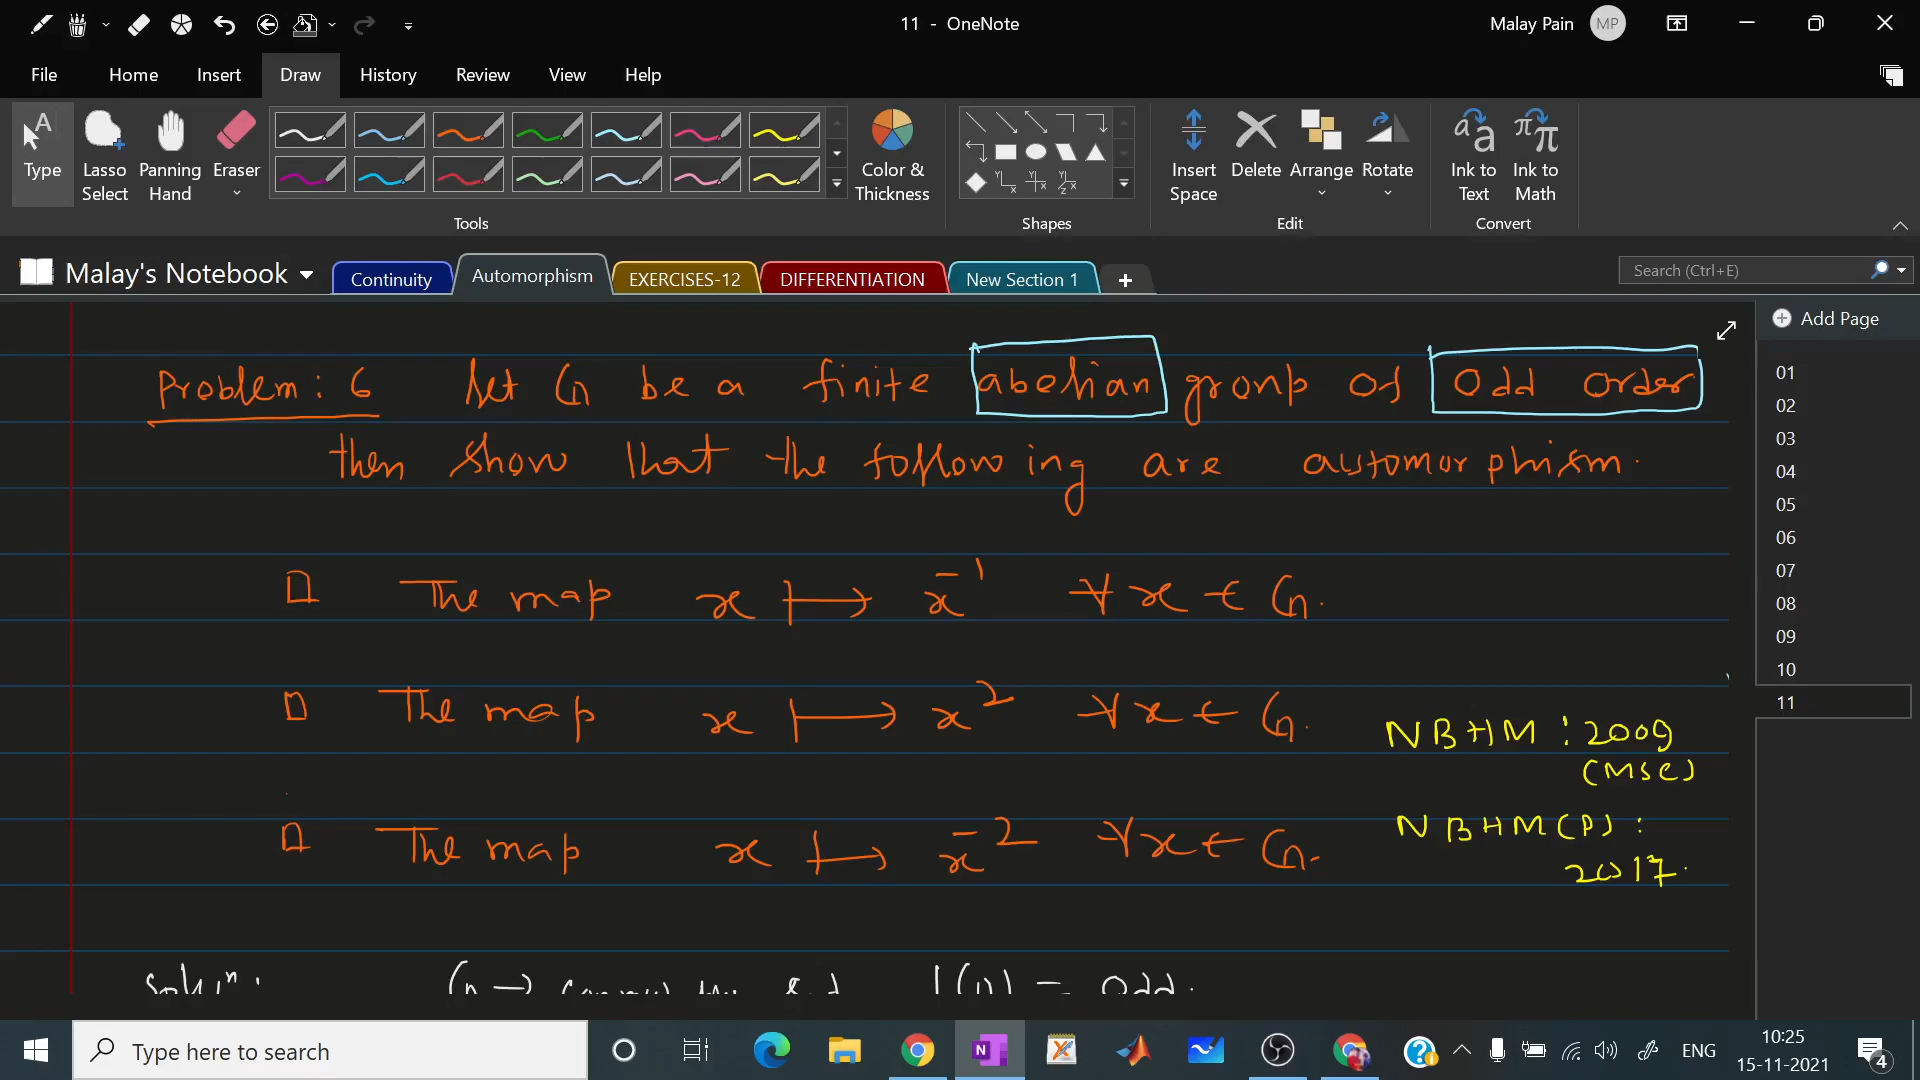 11 - OneNote
Malay Pain MP
File Home Insert Draw History Review View Help
Type
Lasso Select
Panning Hand
Eraser
Color & Thickness
Insert Space
Delete
Arrange
Rotate
Ink to Text
Ink to Math
Tools
Shapes
Edit
Convert
Malay's Notebook
Continuity
Automorphism
EXERCISES-12
DIFFERENTIATION
New Section 1
+
Search (Ctrl+E)
Add Page
01
02
03
04
05
06
07
08
09
10
11
Problem: 6 Let G be a finite abelian group of odd order
then show that the following are automorphism.
□ The map x ↦ x⁻¹ ∀ x ∈ G.
□ The map x ↦ x² ∀ x ∈ G.
NBHM : 2009
(MSC)
□ The map x ↦ x⁻² ∀ x ∈ G.
NBHM(P) :
2017.
Solⁿ: G → |G| = odd.
Type here to search
ENG
10:25
15-11-2021
4